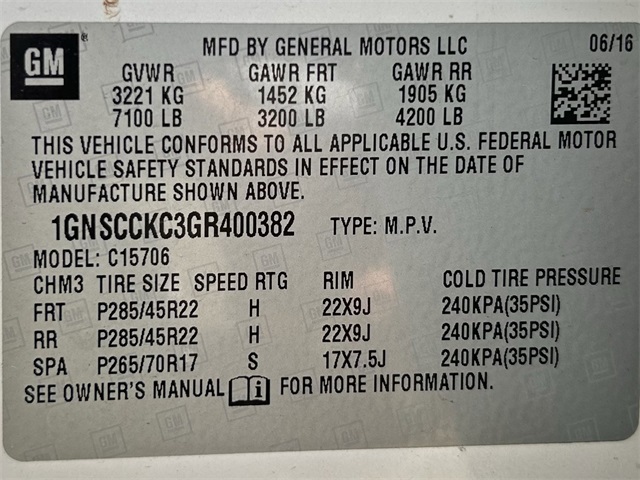 GM ® MFD BY GENERAL MOTORS LLC 06/16
GVWR GAWR FRT GAWR RR
3221 KG 1452 KG 1905 KG
7100 LB 3200 LB 4200 LB
THIS VEHICLE CONFORMS TO ALL APPLICABLE U.S. FEDERAL MOTOR
VEHICLE SAFETY STANDARDS IN EFFECT ON THE DATE OF
MANUFACTURE SHOWN ABOVE.
1GNSCCKC3GR400382 TYPE: M.P.V.
MODEL: C15706
CHM3 TIRE SIZE SPEED RTG RIM COLD TIRE PRESSURE
FRT P285/45R22 H 22X9J 240KPA(35PSI)
RR P285/45R22 H 22X9J 240KPA(35PSI)
SPA P265/70R17 S 17X7.5J 240KPA(35PSI)
SEE OWNER'S MANUAL i FOR MORE INFORMATION.